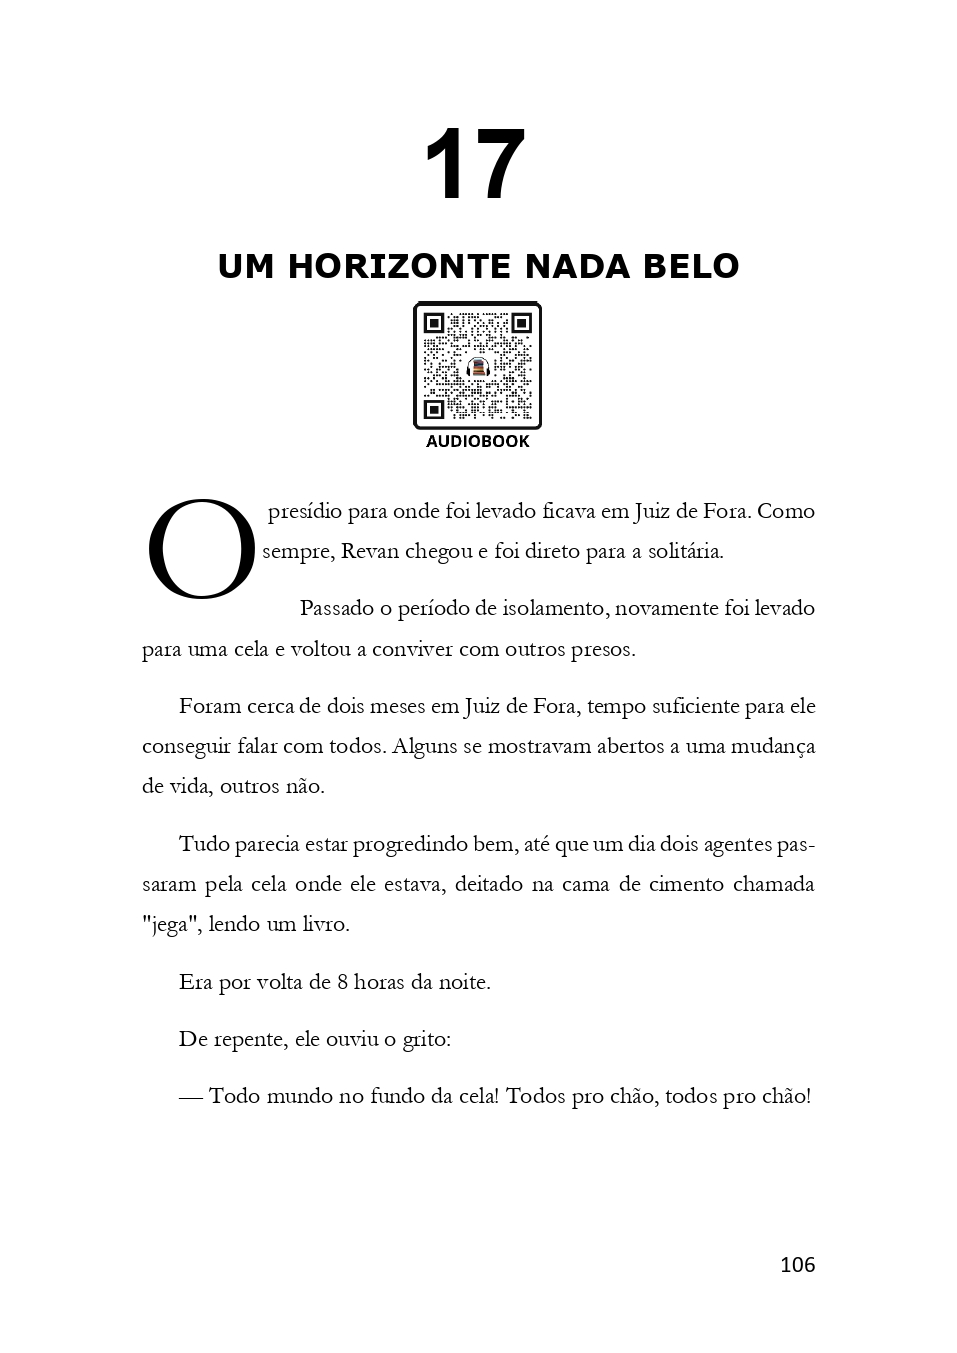 17
UM HORIZONTE NADA BELO
AUDIOBOOK
O presídio para onde foi levado ficava em Juiz de Fora. Como
sempre, Revan chegou e foi direto para a solitária.
Passado o período de isolamento, novamente foi levado
para uma cela e voltou a conviver com outros presos.
Foram cerca de dois meses em Juiz de Fora, tempo suficiente para ele
conseguir falar com todos. Alguns se mostravam abertos a uma mudança
de vida, outros não.
Tudo parecia estar progredindo bem, até que um dia dois agentes pas-
saram pela cela onde ele estava, deitado na cama de cimento chamada
"jega", lendo um livro.
Era por volta de 8 horas da noite.
De repente, ele ouviu o grito:
— Todo mundo no fundo da cela! Todos pro chão, todos pro chão!
106